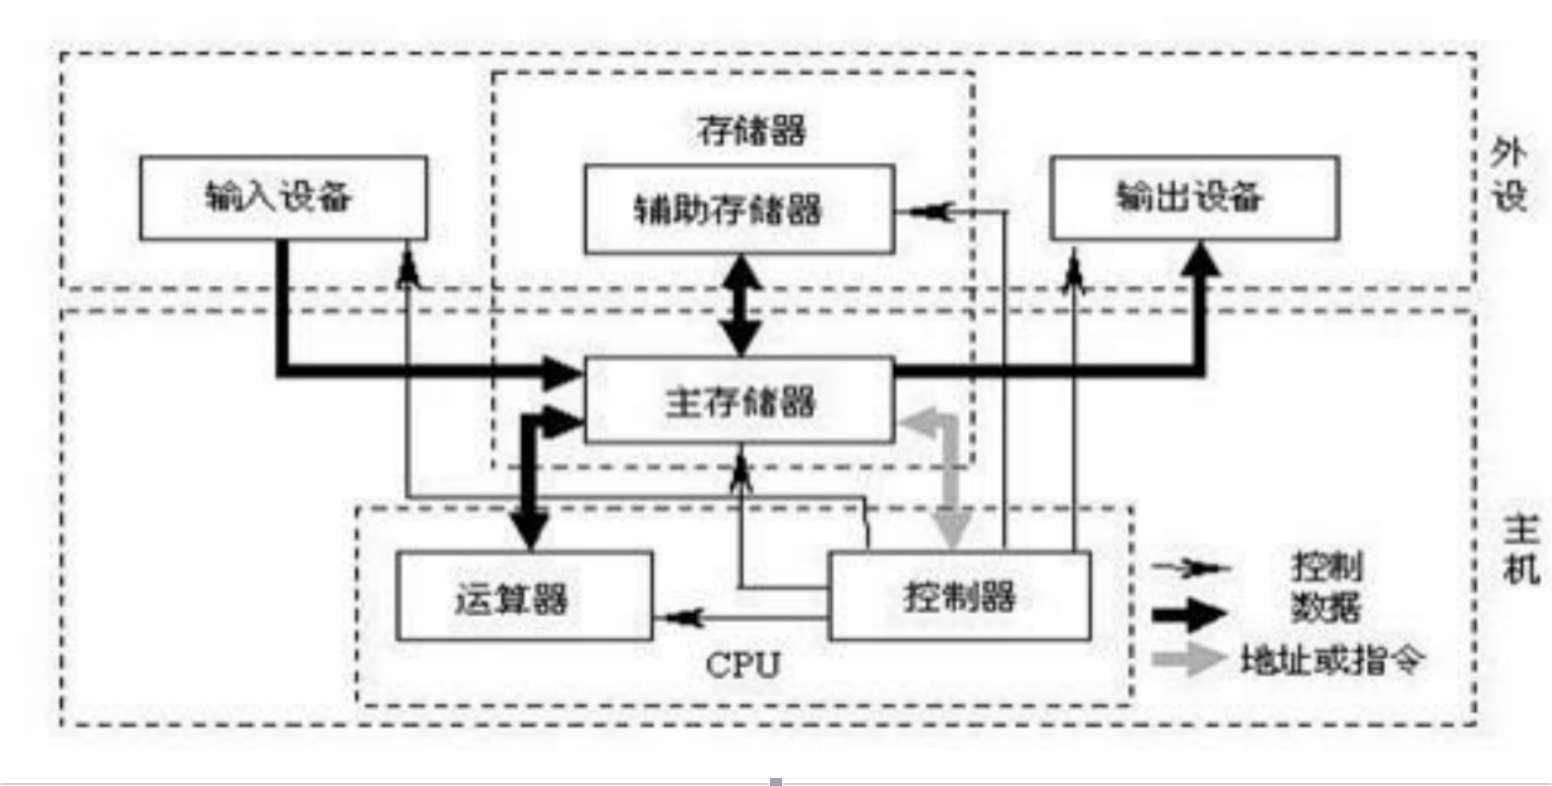 存储器
输入设备
辅助存储器
输出设备
外设
主存储器
主机
运算器
控制器
CPU
控制
数据
地址或指令